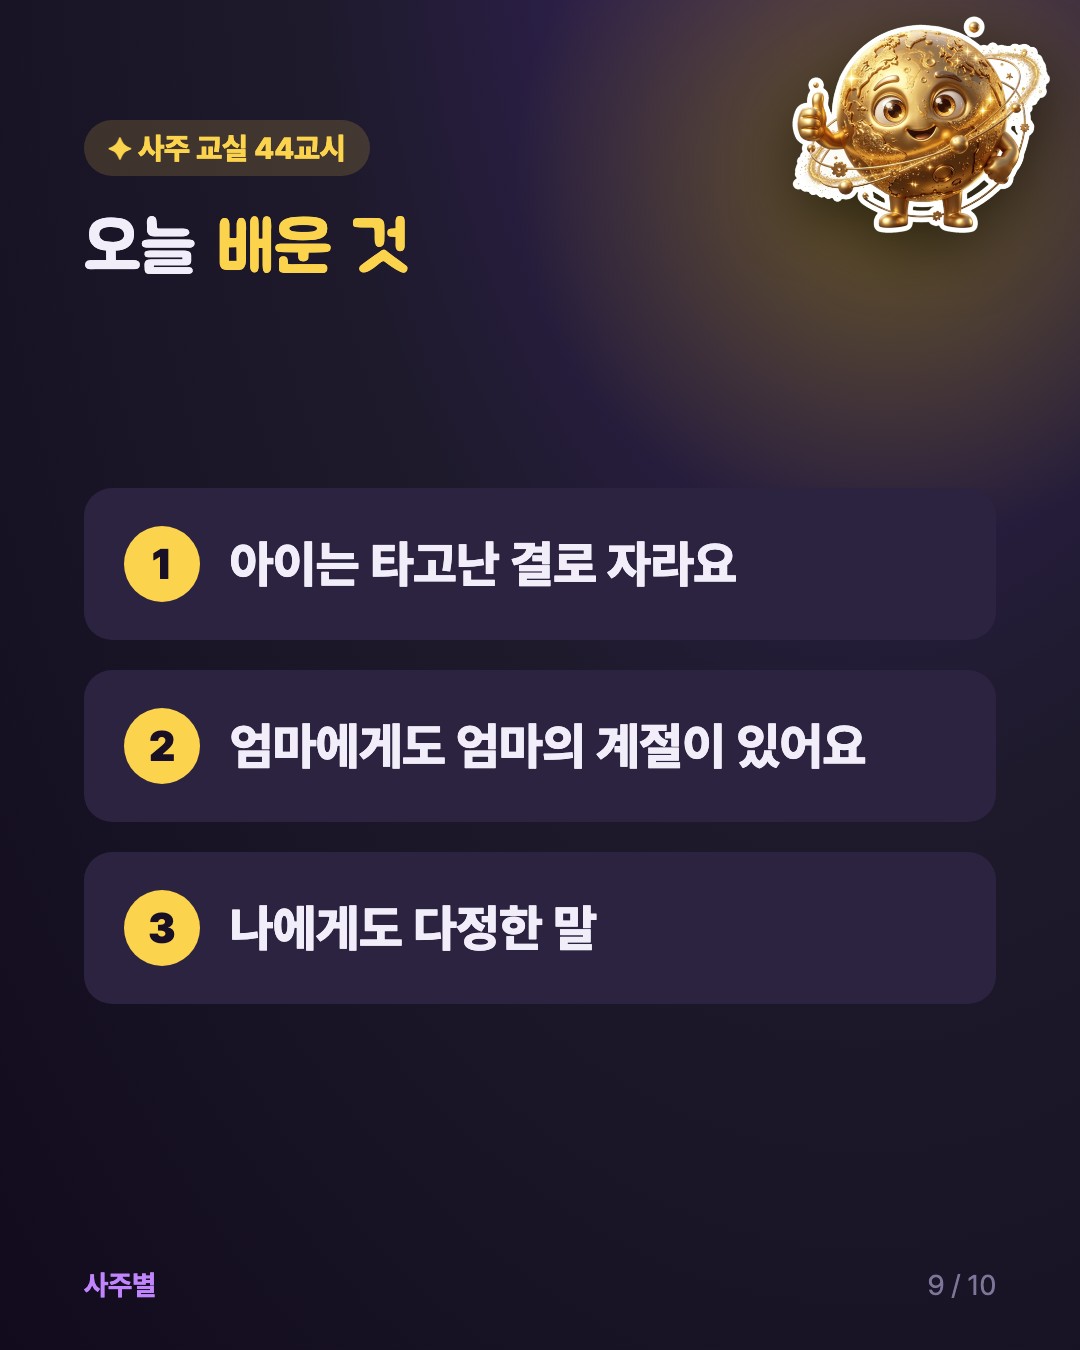 ✦ 사주 교실 44교시
오늘 배운 것
1 아이는 타고난 결로 자라요
2 엄마에게도 엄마의 계절이 있어요
3 나에게도 다정한 말
사주별
9 / 10